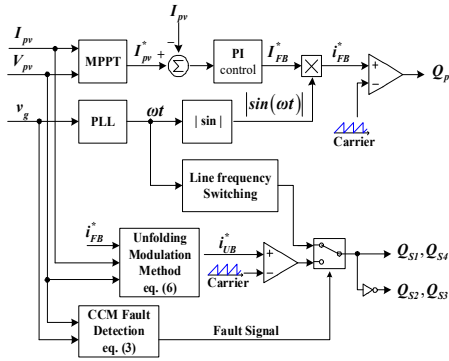 I_pv
I_pv
V_pv
MPPT
I*_pv
+
−
Σ
PI
control
I*_FB
×
i*_FB
+
−
Q_p
Carrier
v_g
PLL
ωt
|sin|
|sin(ωt)|
Line frequency
Switching
i*_FB
Unfolding
Modulation
Method
eq. (6)
i*_UB
+
−
Carrier
Q_S1, Q_S4
Q_S2, Q_S3
CCM Fault
Detection
eq. (3)
Fault Signal